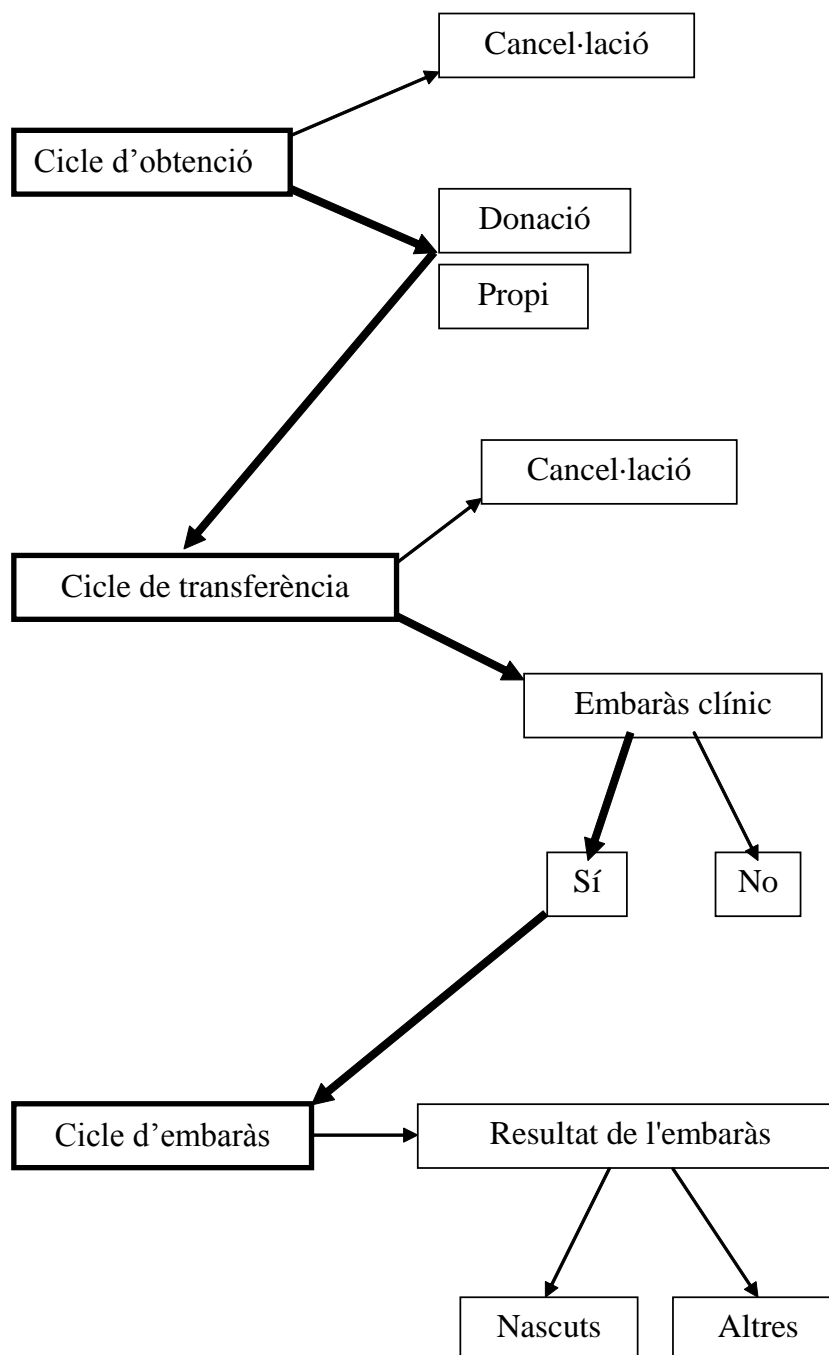 Cancel·lació
Cicle d’obtenció
Donació
Propi
Cancel·lació
Cicle de transferència
Embaràs clínic
Sí
No
Cicle d’embaràs
Resultat de l'embaràs
Nascuts
Altres